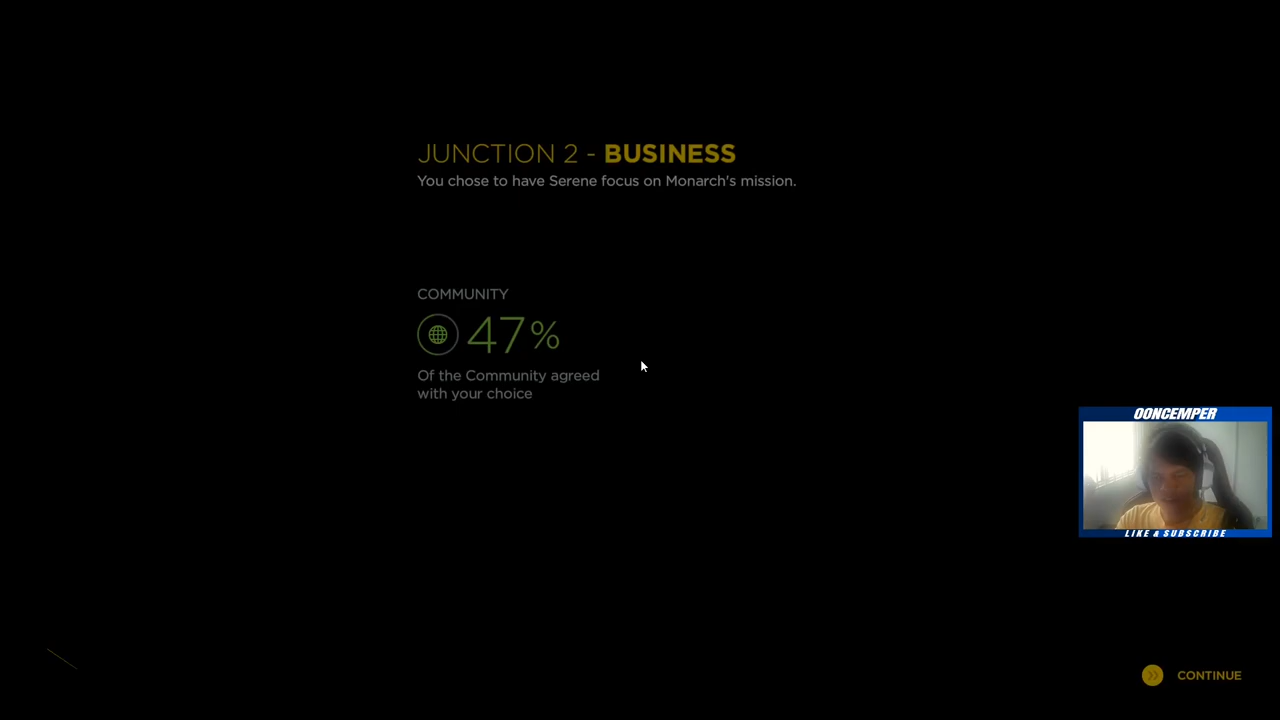 JUNCTION 2 - BUSINESS
You chose to have Serene focus on Monarch's mission.
COMMUNITY
47%
Of the Community agreed
with your choice
OONCEMPER
LIKE & SUBSCRIBE
CONTINUE